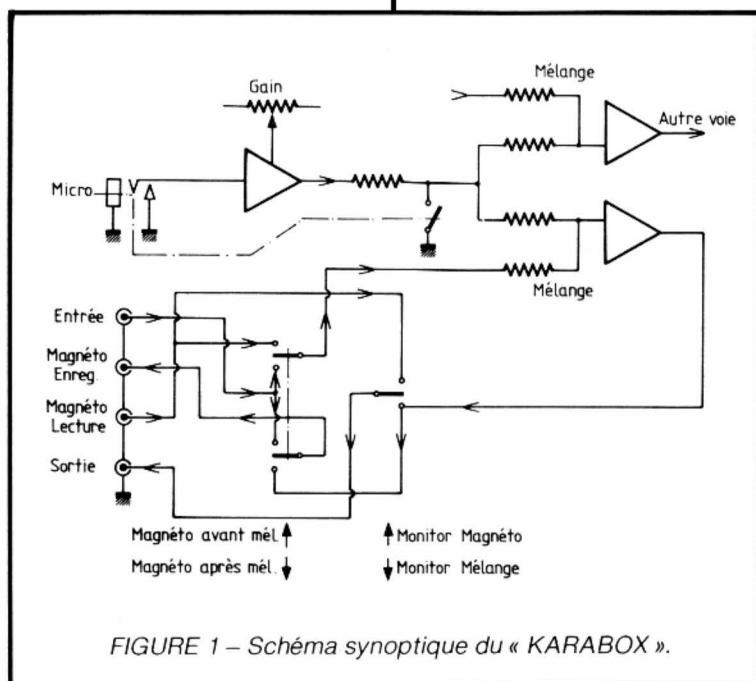 Gain
Mélange
Autre voie
Micro
Mélange
Entrée
Magnéto
Enreg.
Magnéto
Lecture
Sortie
Magnéto avant mél.
Magnéto après mél.
Monitor Magnéto
Monitor Mélange
FIGURE 1 – Schéma synoptique du « KARABOX ».